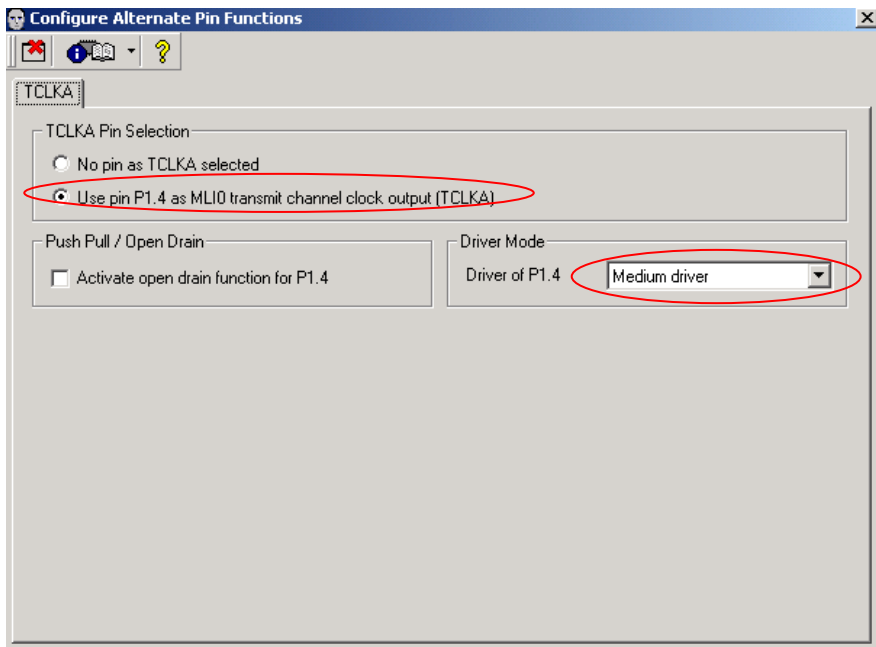 Configure Alternate Pin Functions
TCLKA
TCLKA Pin Selection
No pin as TCLKA selected
Use pin P1.4 as MLI0 transmit channel clock output (TCLKA)
Push Pull / Open Drain
Activate open drain function for P1.4
Driver Mode
Driver of P1.4
Medium driver